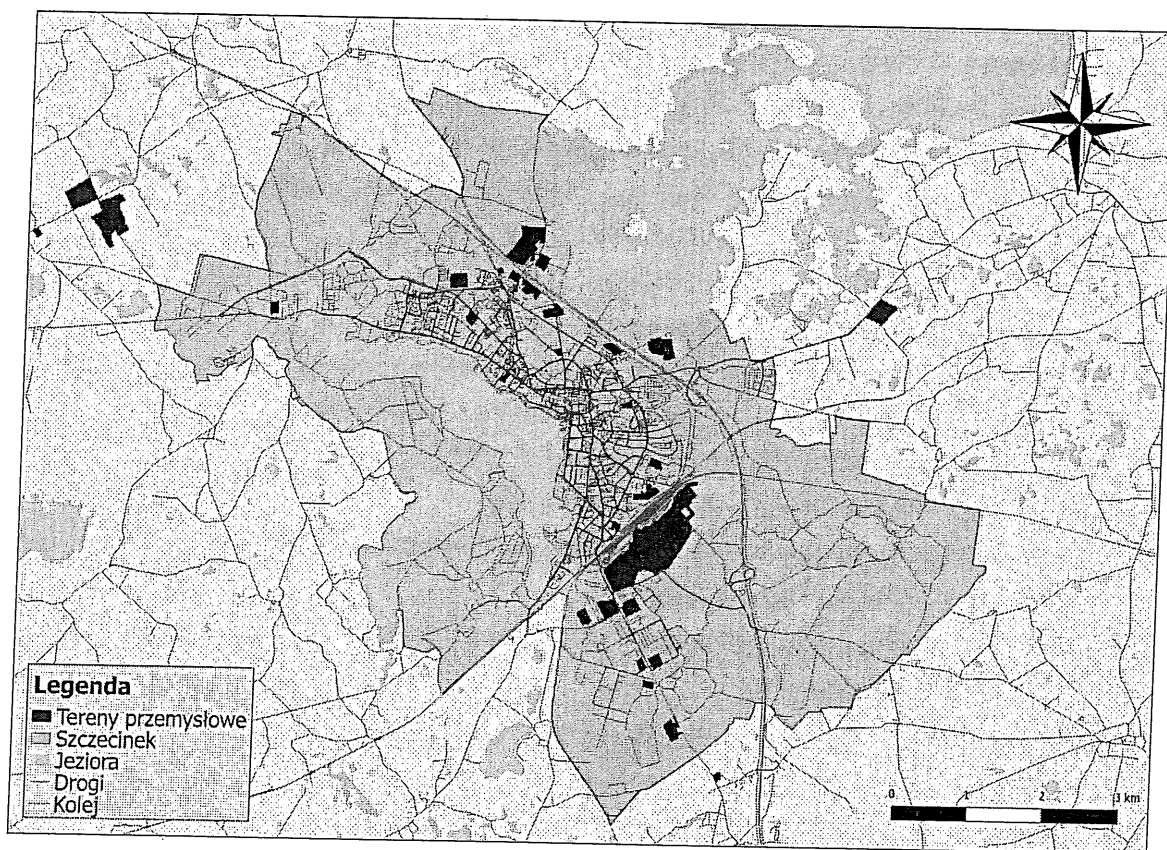 Legenda
Tereny przemysłowe
Szczecinek
Jeziora
Drogi
Kolej
0 1 2 3 km